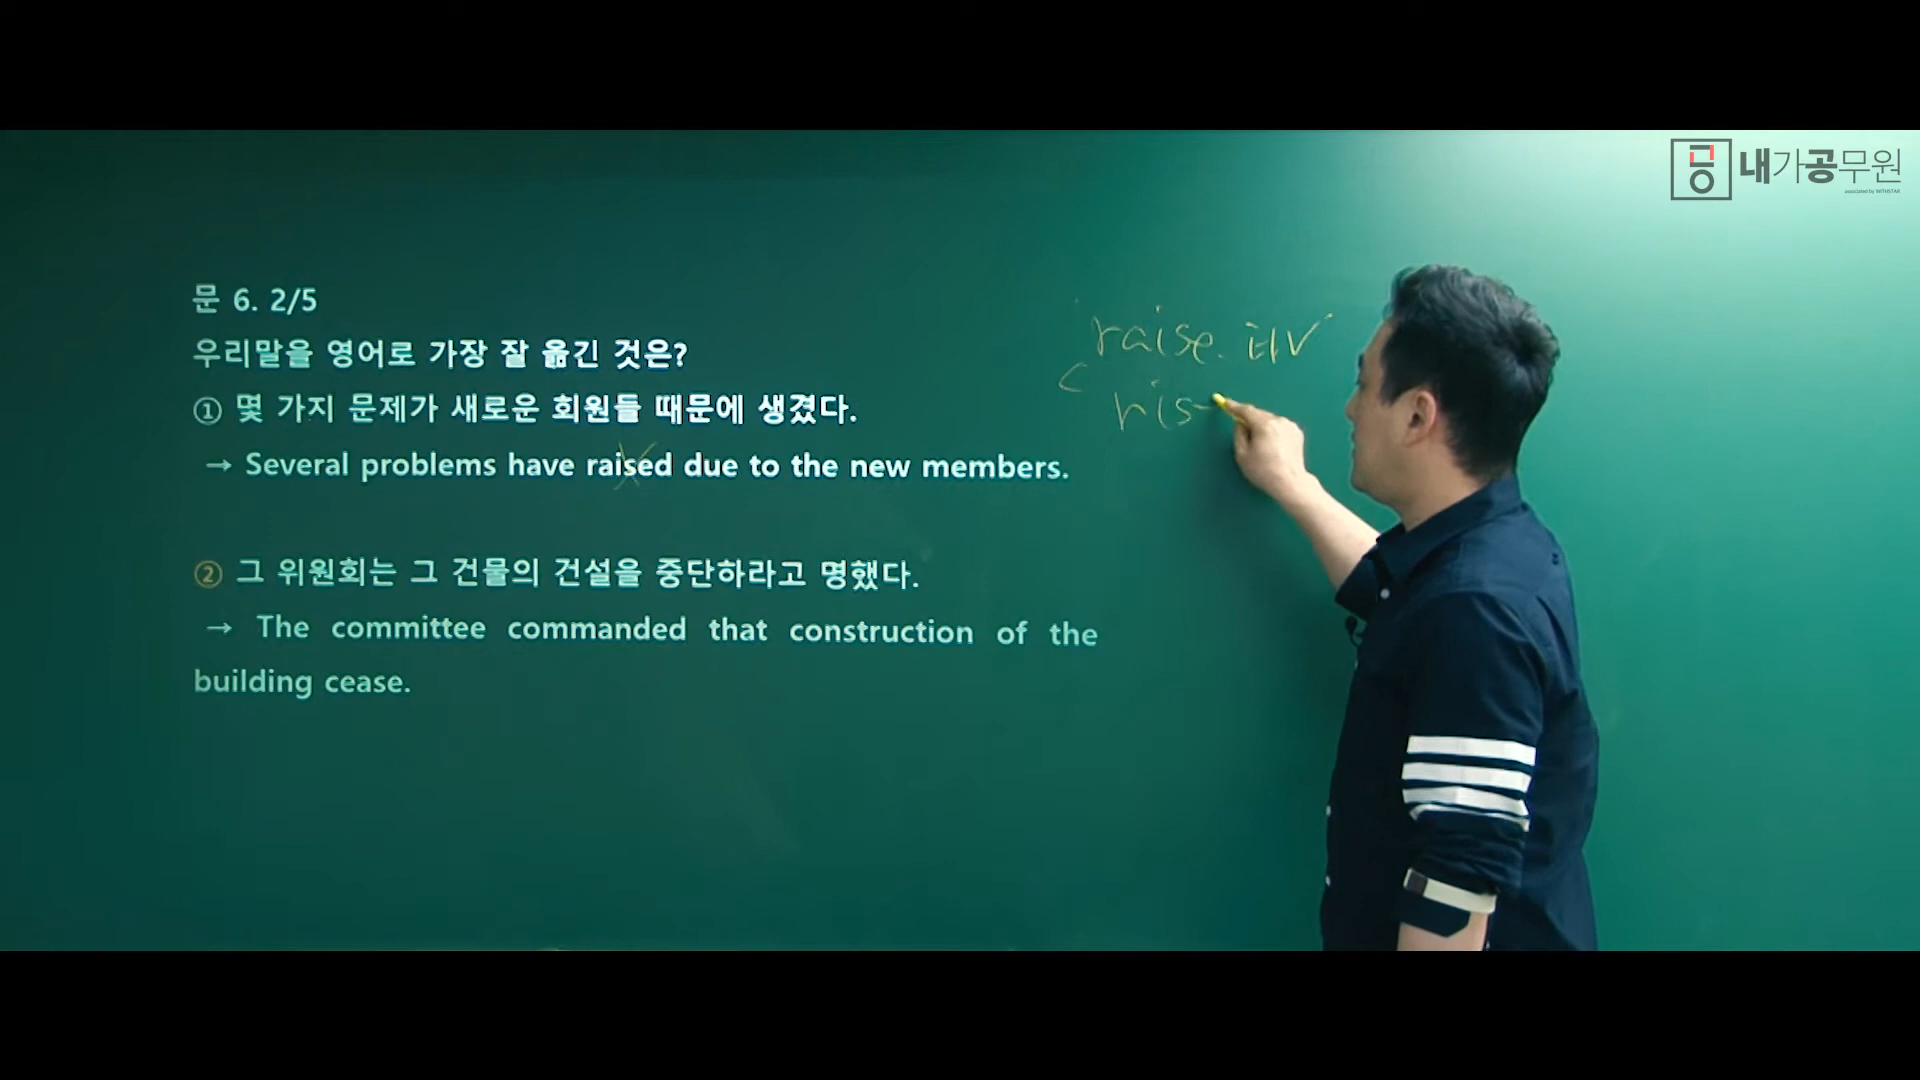 내가공무원
associated by WITHSTAR
문 6. 2/5
우리말을 영어로 가장 잘 옮긴 것은?
① 몇 가지 문제가 새로운 회원들 때문에 생겼다.
→ Several problems have raised due to the new members.
② 그 위원회는 그 건물의 건설을 중단하라고 명했다.
→ The committee commanded that construction of the
building cease.
raise. 타V
ris